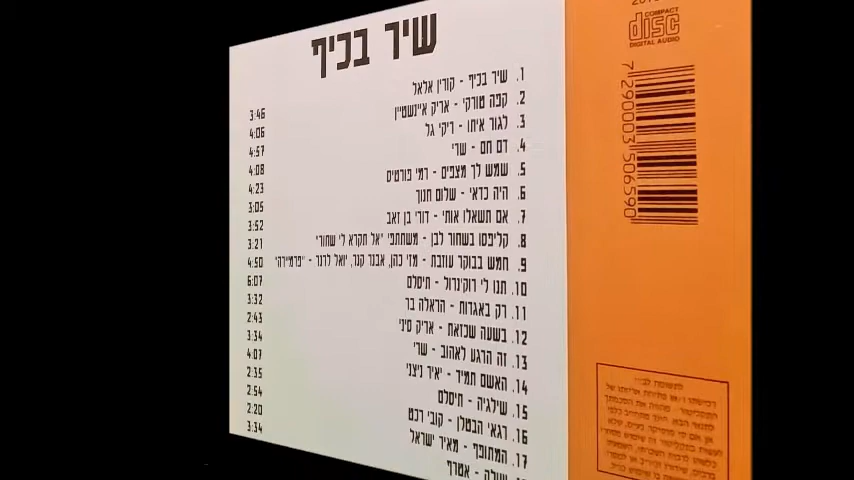 שיר בכיף
1. שיר בכיף - קורין אלאל 3:46
2. קפה טורקי - אריק איינשטיין 4:06
3. לגור איתו - ריקי גל 4:57
4. דם חם - שרי 4:08
5. שמש לך מצפים - רמי פורטיס 4:23
6. היה כדאי - שלום חנוך 3:05
7. אם תשאלו אותי - דורי בן זאב 3:52
8. קליפסו בשחור לבן - משתתפי "אל תקרא לי שחור" 3:21
9. חמש בבוקר עוזבת - מזי כהן, אבנר קנר, יואל לרנר - "פרמיירה" 4:50
10. תנו לי רוקינרול - תיסלם 6:07
11. רק באגדות - הראלה בר 3:32
12. בשעה שכזאת - אריק סיני 2:43
13. זה הרגע לאהוב - שרי 3:34
14. האשם תמיד - יאיר ניצני 4:07
15. שילגיה - תיסלם 2:35
16. רגאי הבטלן - קובי רכט 2:54
17. המתופף - מאיר ישראל 2:20
שולה - אטרף 3:34
COMPACT
disc
DIGITAL AUDIO
7 290003 506590